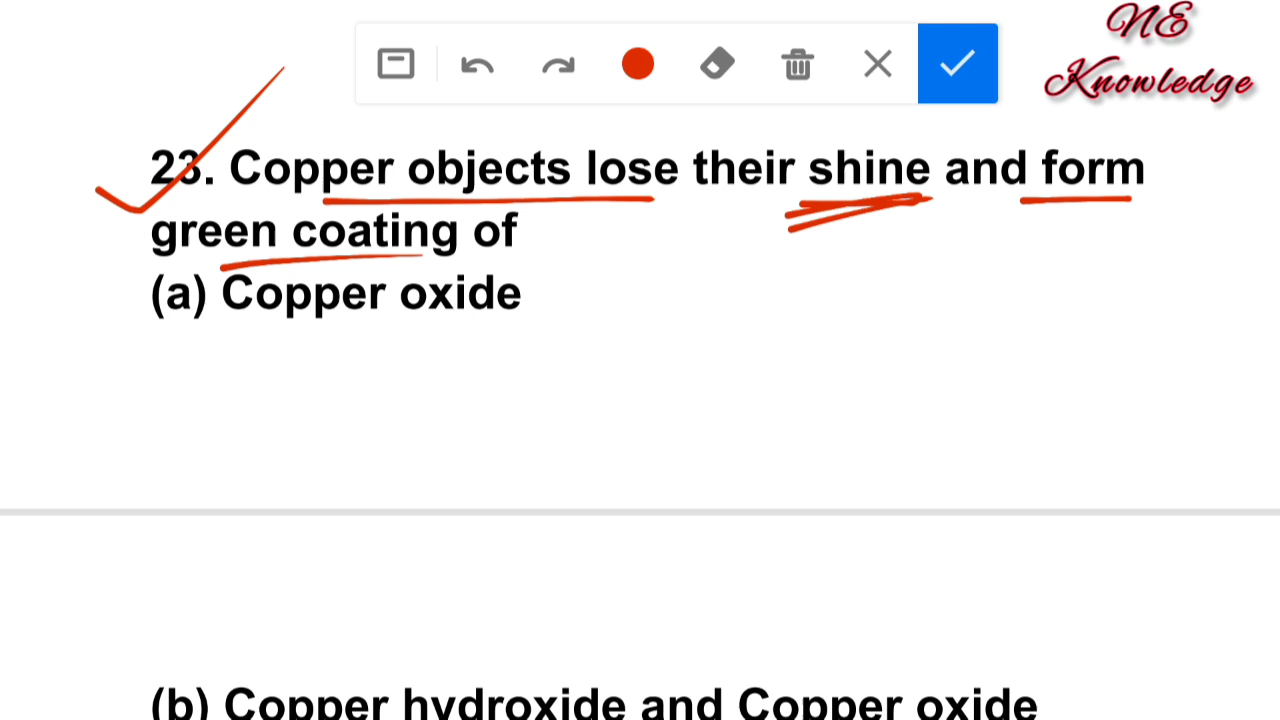 NE
Knowledge
23. Copper objects lose their shine and form
green coating of
(a) Copper oxide
(b) Copper hydroxide and Copper oxide